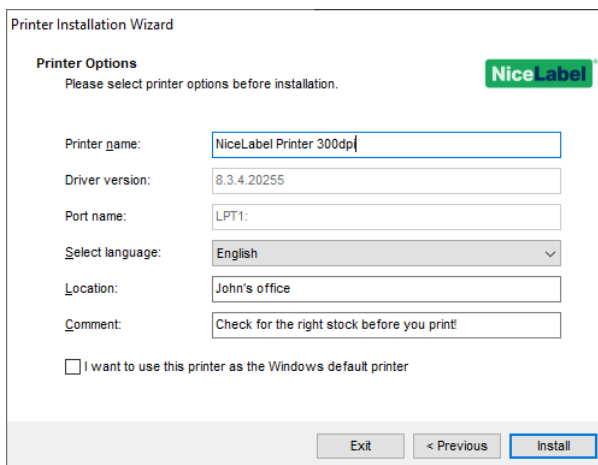 Printer Installation Wizard
Printer Options
Please select printer options before installation.
NiceLabel®
Printer name: NiceLabel Printer 300dpi
Driver version: 8.3.4.20255
Port name: LPT1:
Select language: English
Location: John's office
Comment: Check for the right stock before you print!
I want to use this printer as the Windows default printer
Exit < Previous Install